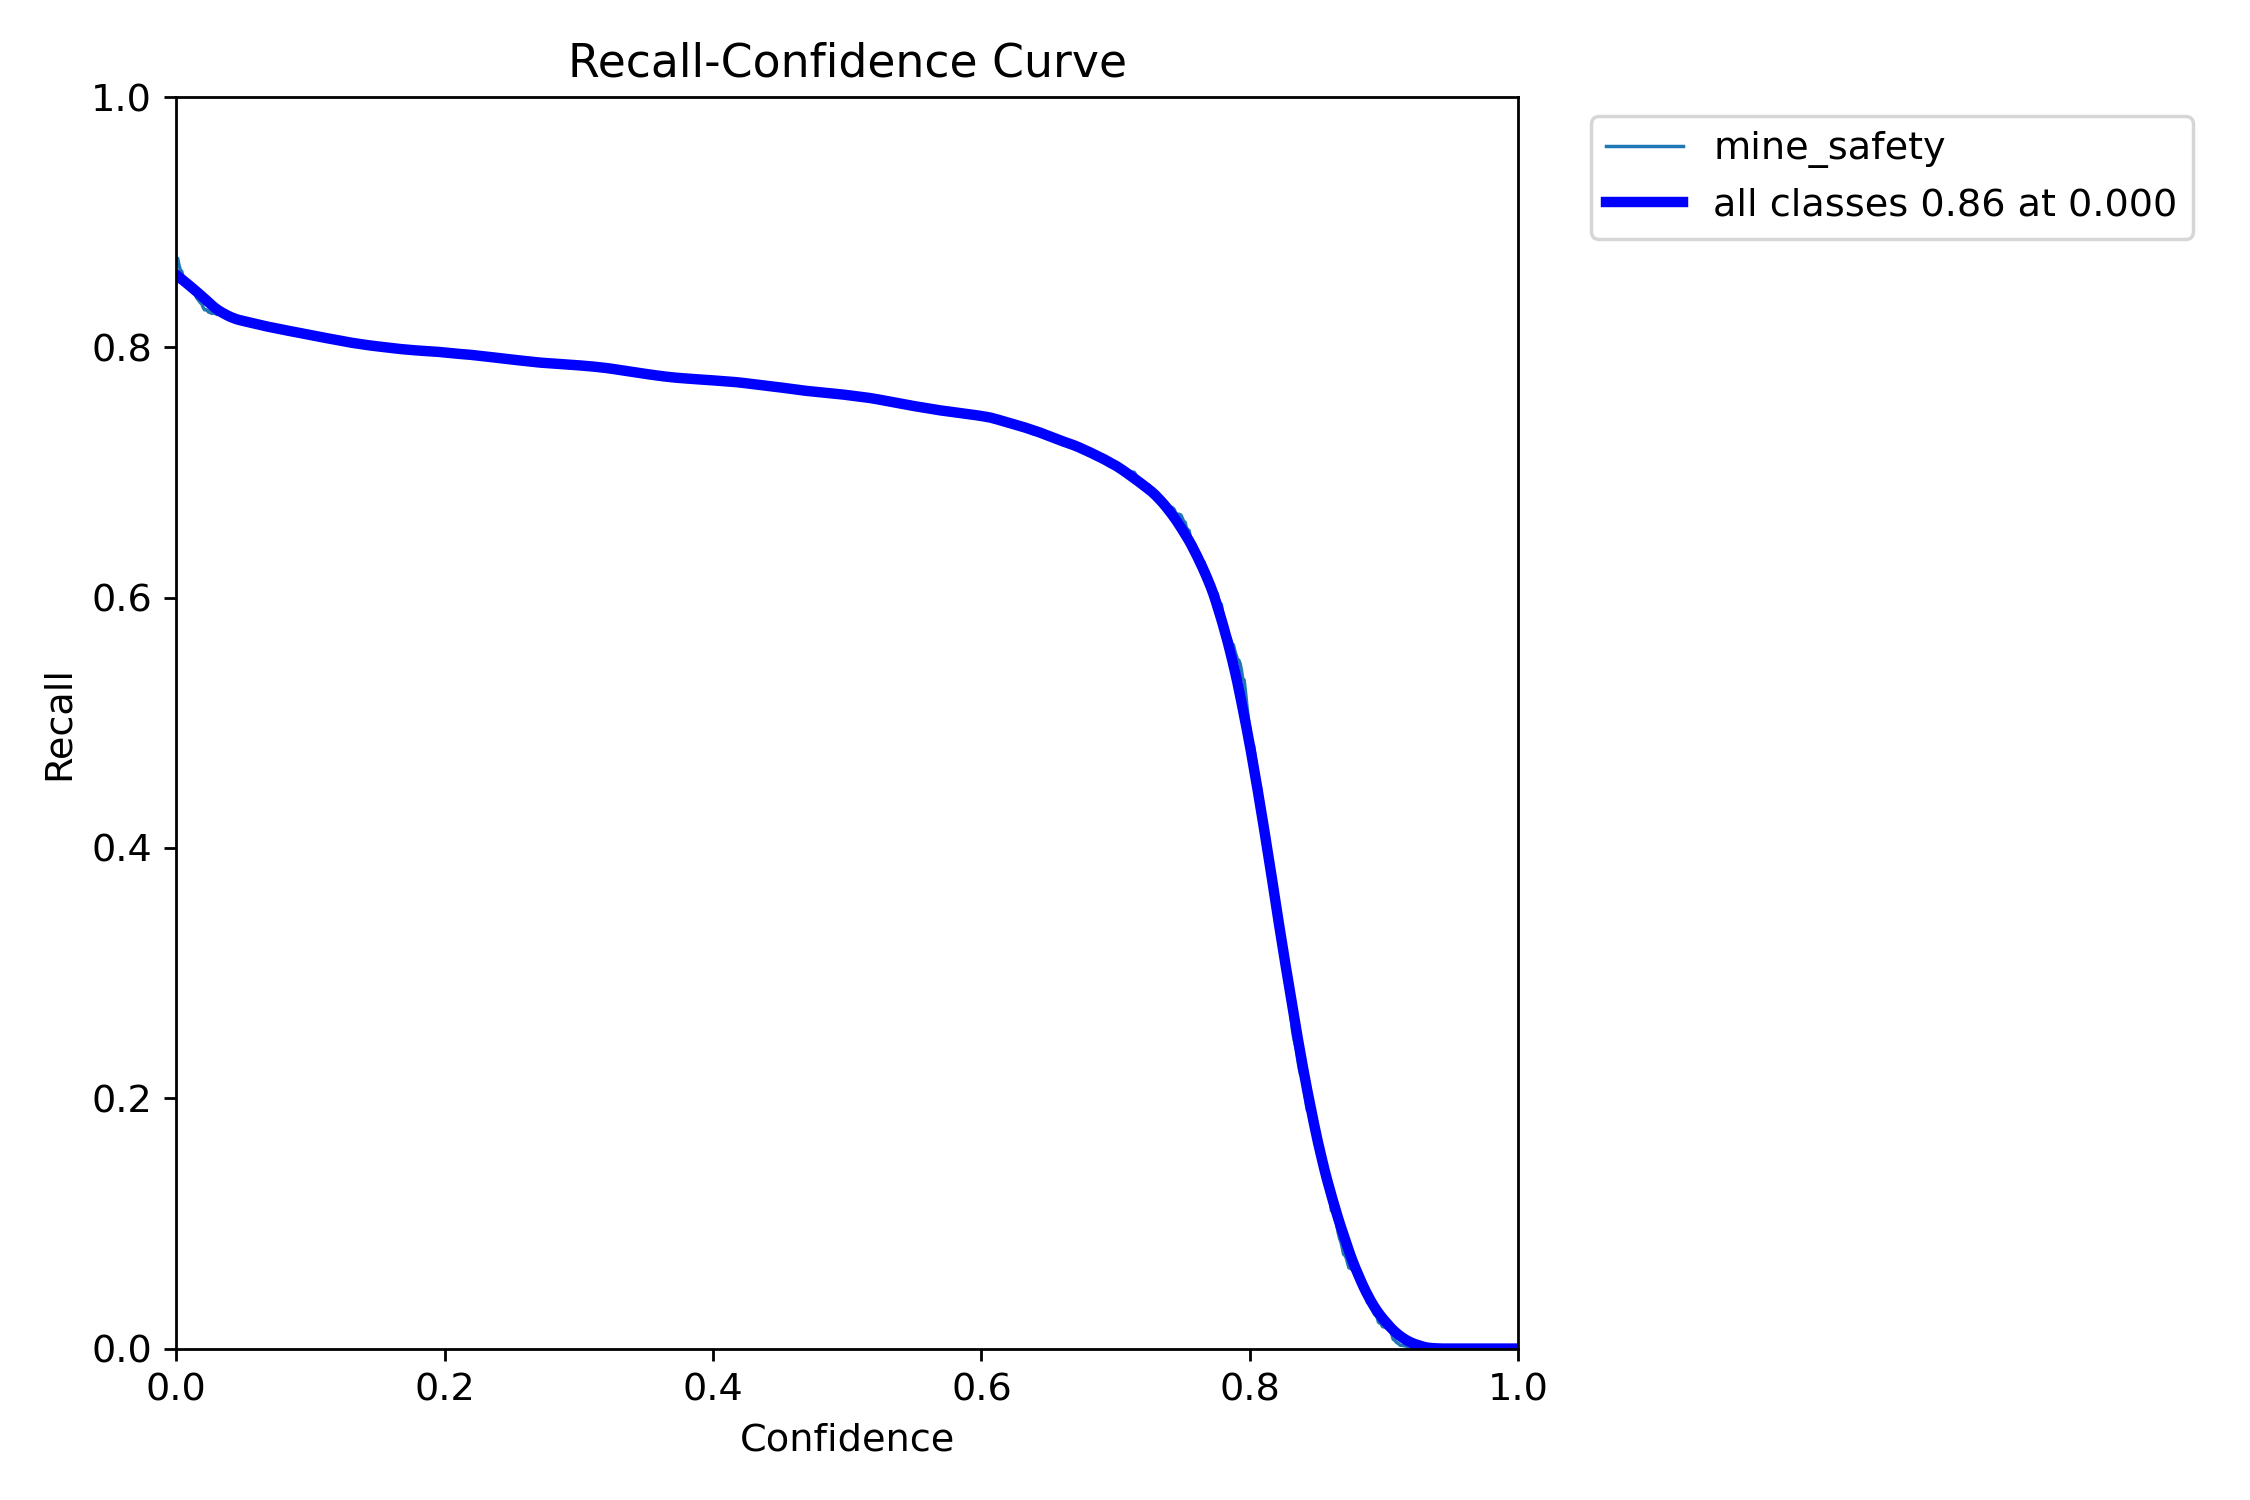 Recall-Confidence Curve
1.0
0.8
0.6
0.4
0.2
0.0
Recall
0.0 0.2 0.4 0.6 0.8 1.0
Confidence
mine_safety
all classes 0.86 at 0.000